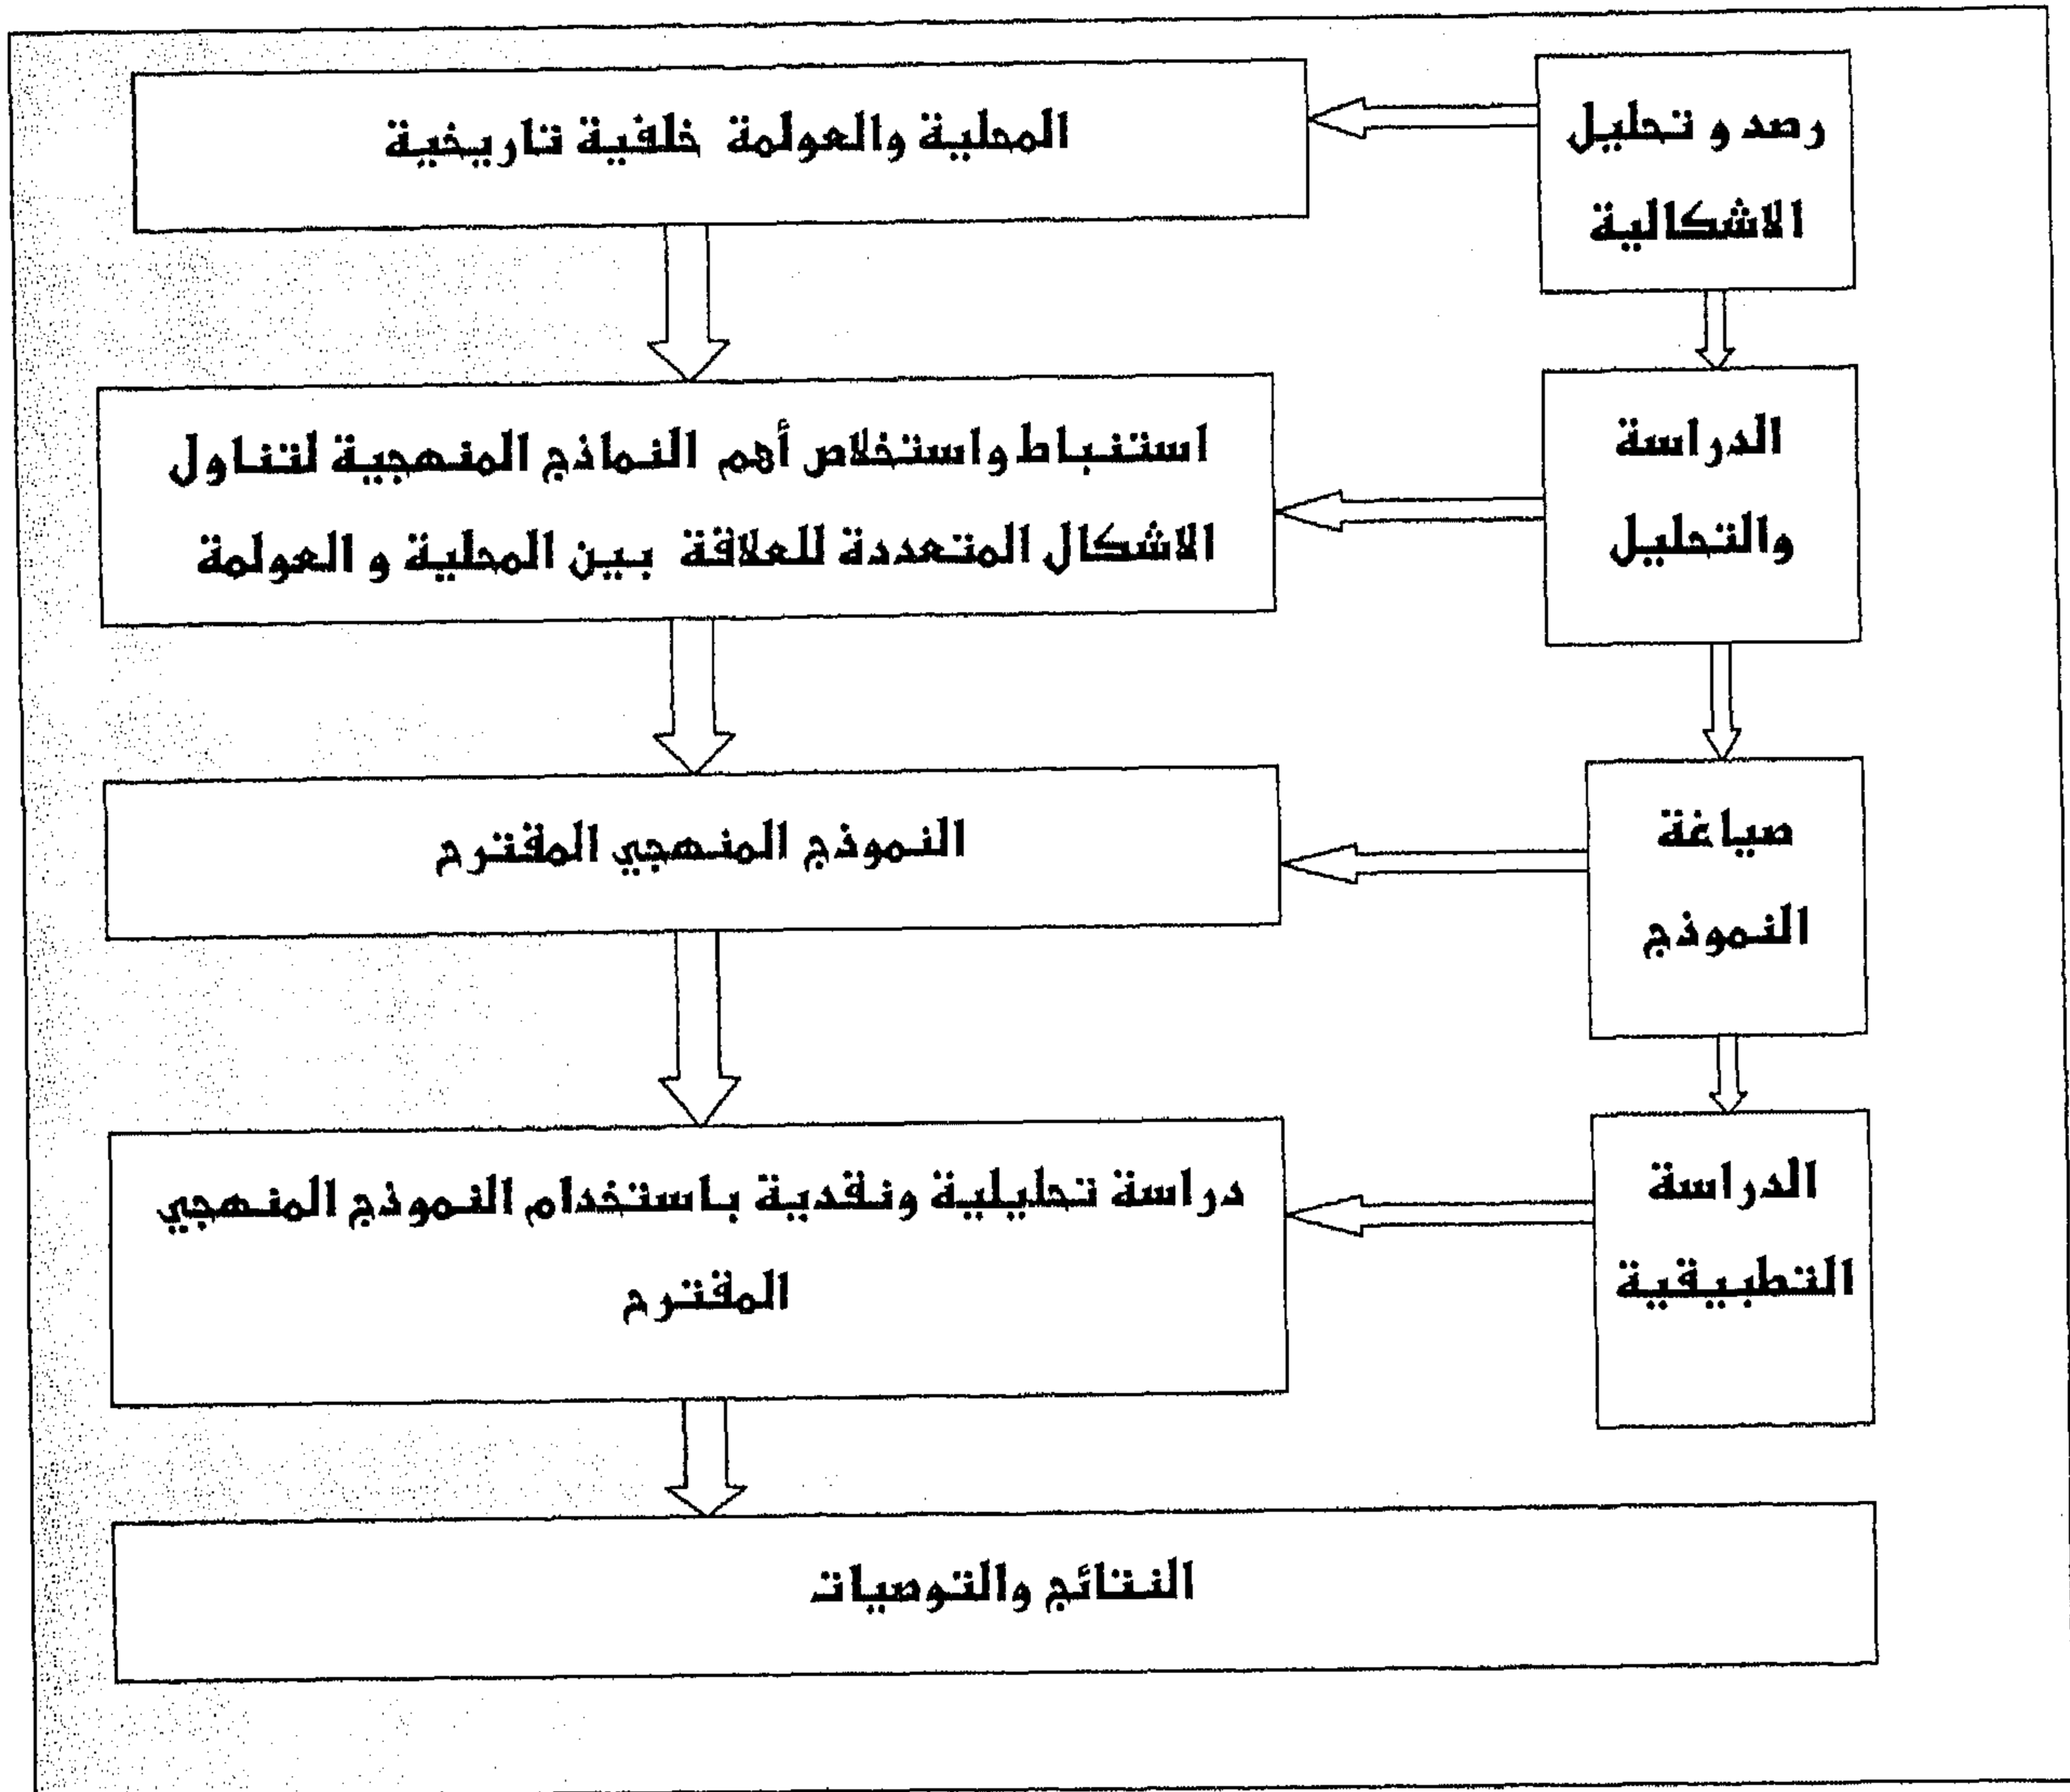 رصد و تحليل
الاشكالية
المحلية والعولمة خلفية تاريخية
الدراسة
والتحليل
استنباط واستخلاص أهم النماذج المنهجية لتناول
الاشكال المتعددة للعلاقة بين المحلية و العولمة
صياغة
النموذج
النموذج المنهجي المقترح
الدراسة
التطبيقية
دراسة تحليلية ونقدية باستخدام النموذج المنهجي
المقترح
النتائج والتوصيات